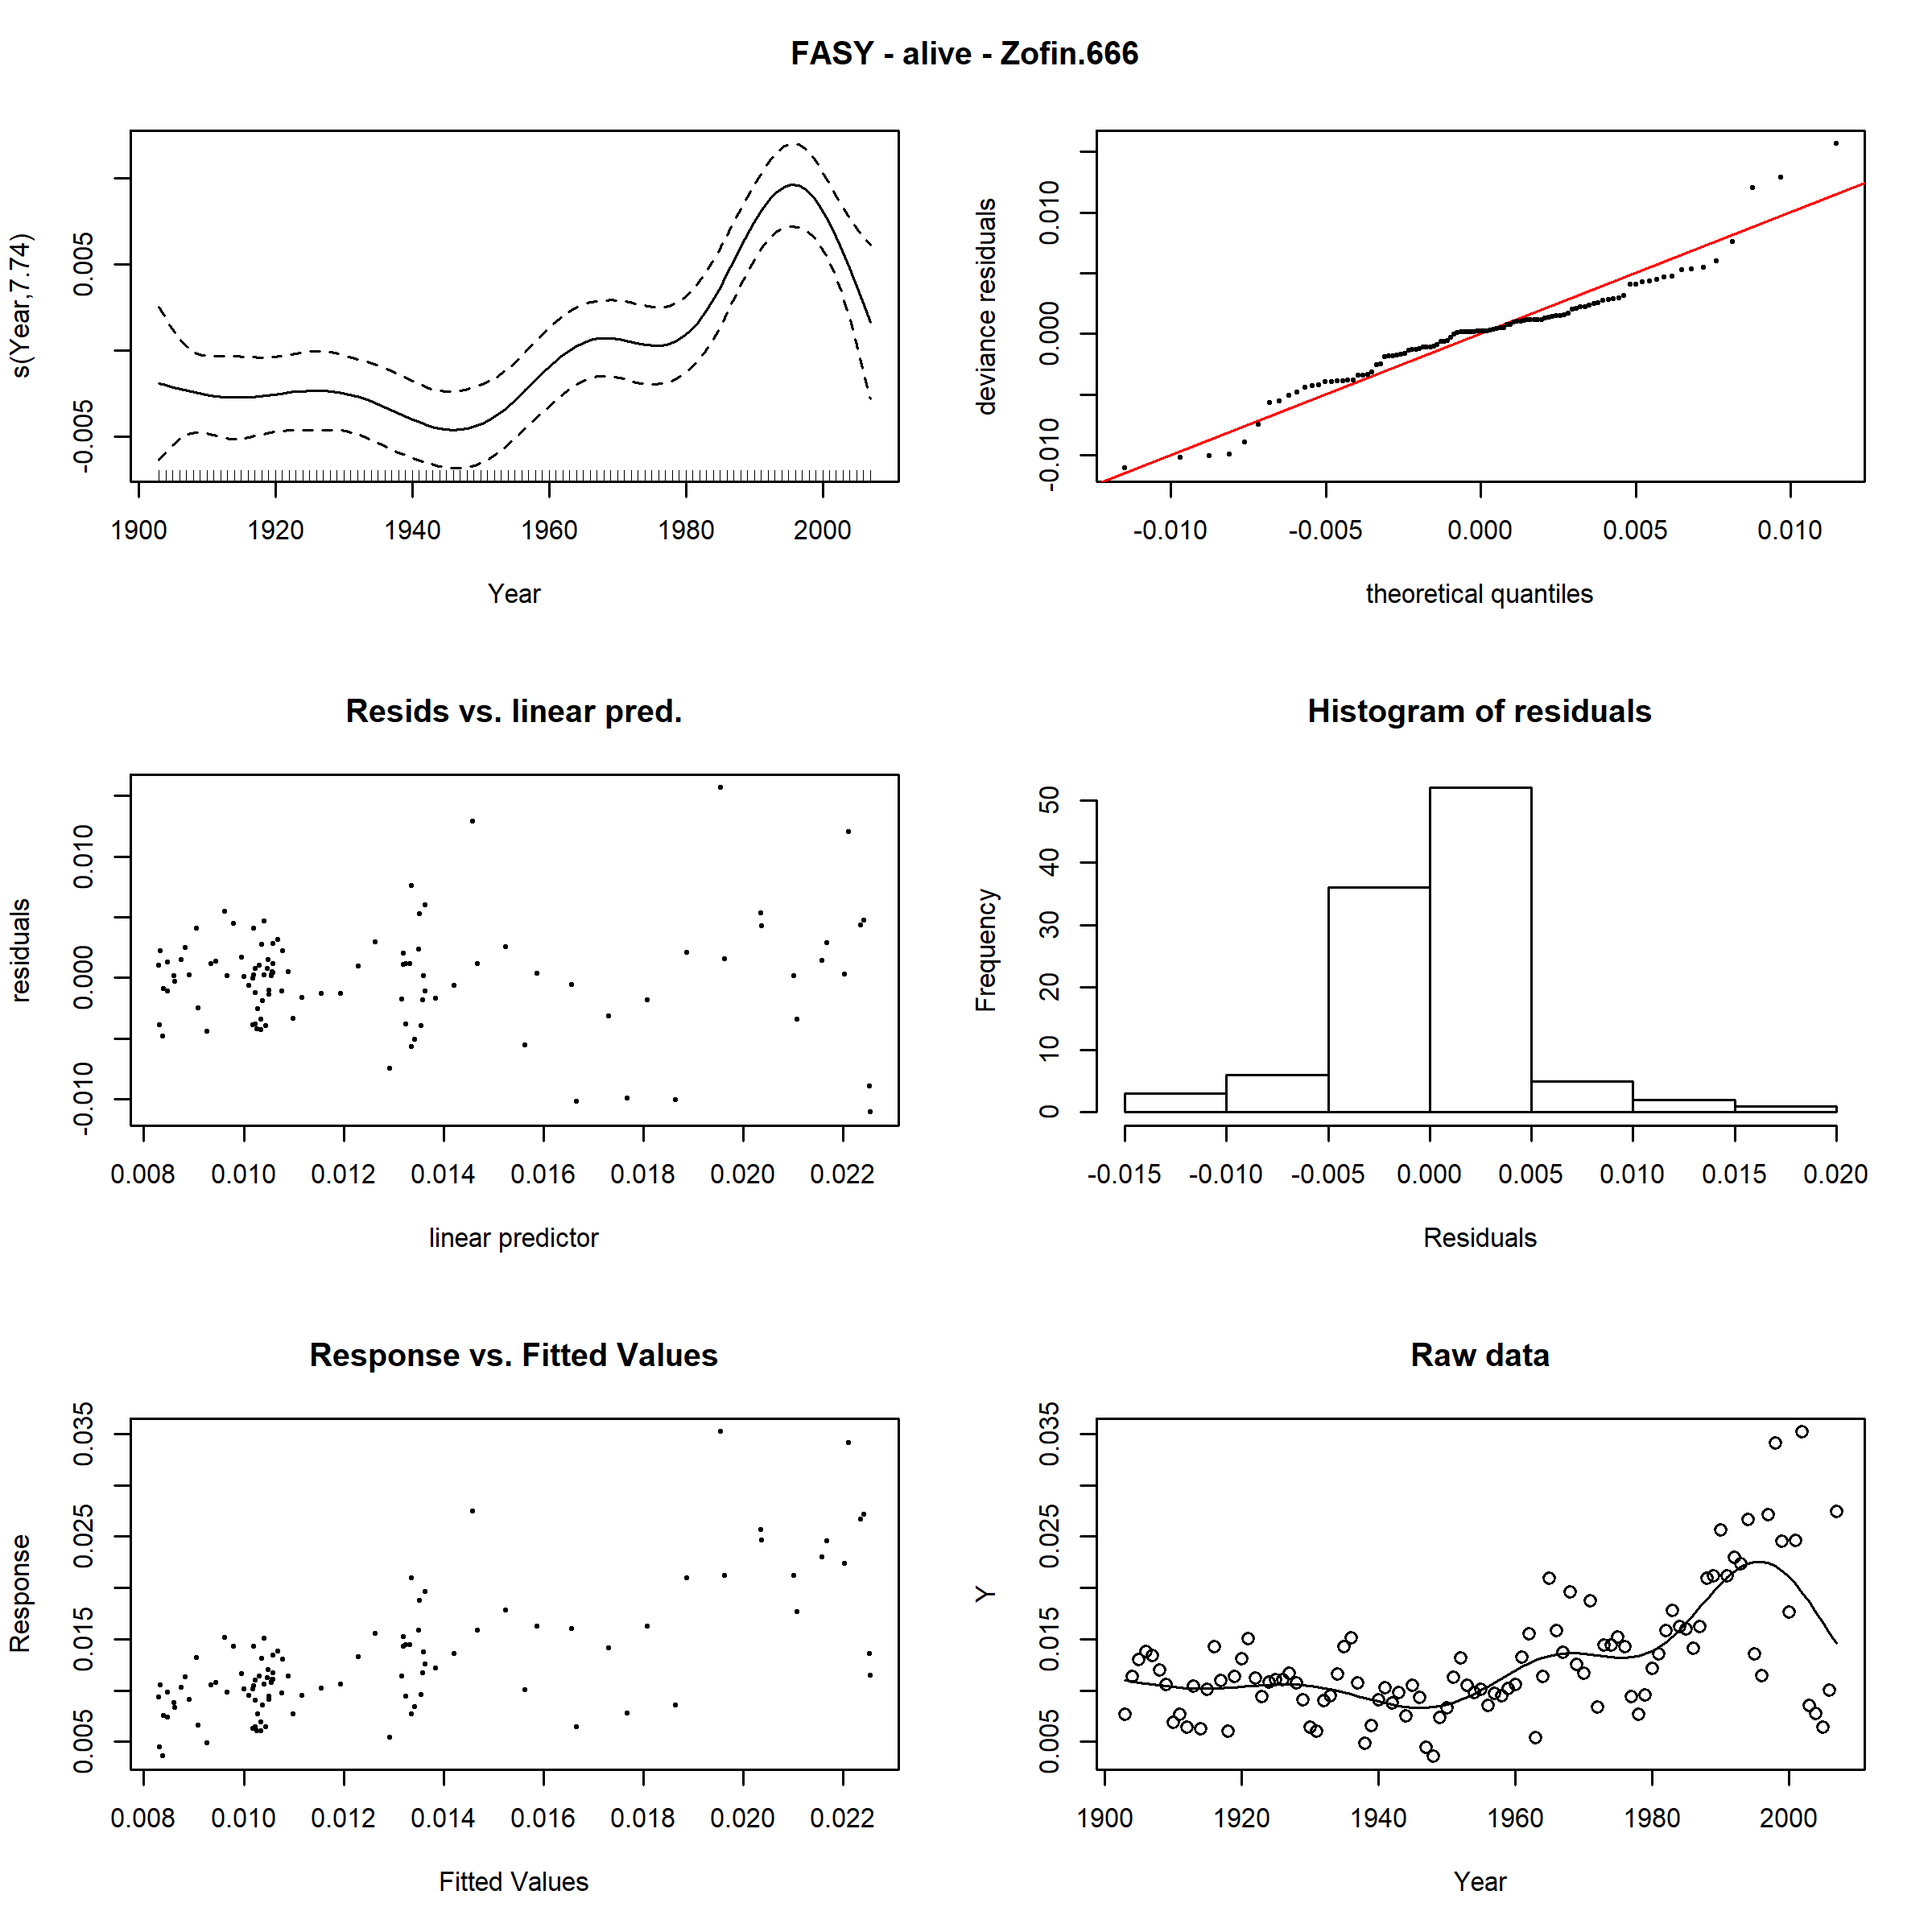 FASY - alive - Zofin.666
s(Year,7.74)
-0.005 0.005
1900 1920 1940 1960 1980 2000
Year
deviance residuals
-0.010 0.000 0.010
-0.010 -0.005 0.000 0.005 0.010
theoretical quantiles
Resids vs. linear pred.
residuals
-0.010 0.000 0.010
0.008 0.010 0.012 0.014 0.016 0.018 0.020 0.022
linear predictor
Histogram of residuals
Frequency
0 10 20 30 40 50
-0.015 -0.010 -0.005 0.000 0.005 0.010 0.015 0.020
Residuals
Response vs. Fitted Values
Response
0.005 0.015 0.025 0.035
0.008 0.010 0.012 0.014 0.016 0.018 0.020 0.022
Fitted Values
Raw data
Y
0.005 0.015 0.025 0.035
1900 1920 1940 1960 1980 2000
Year